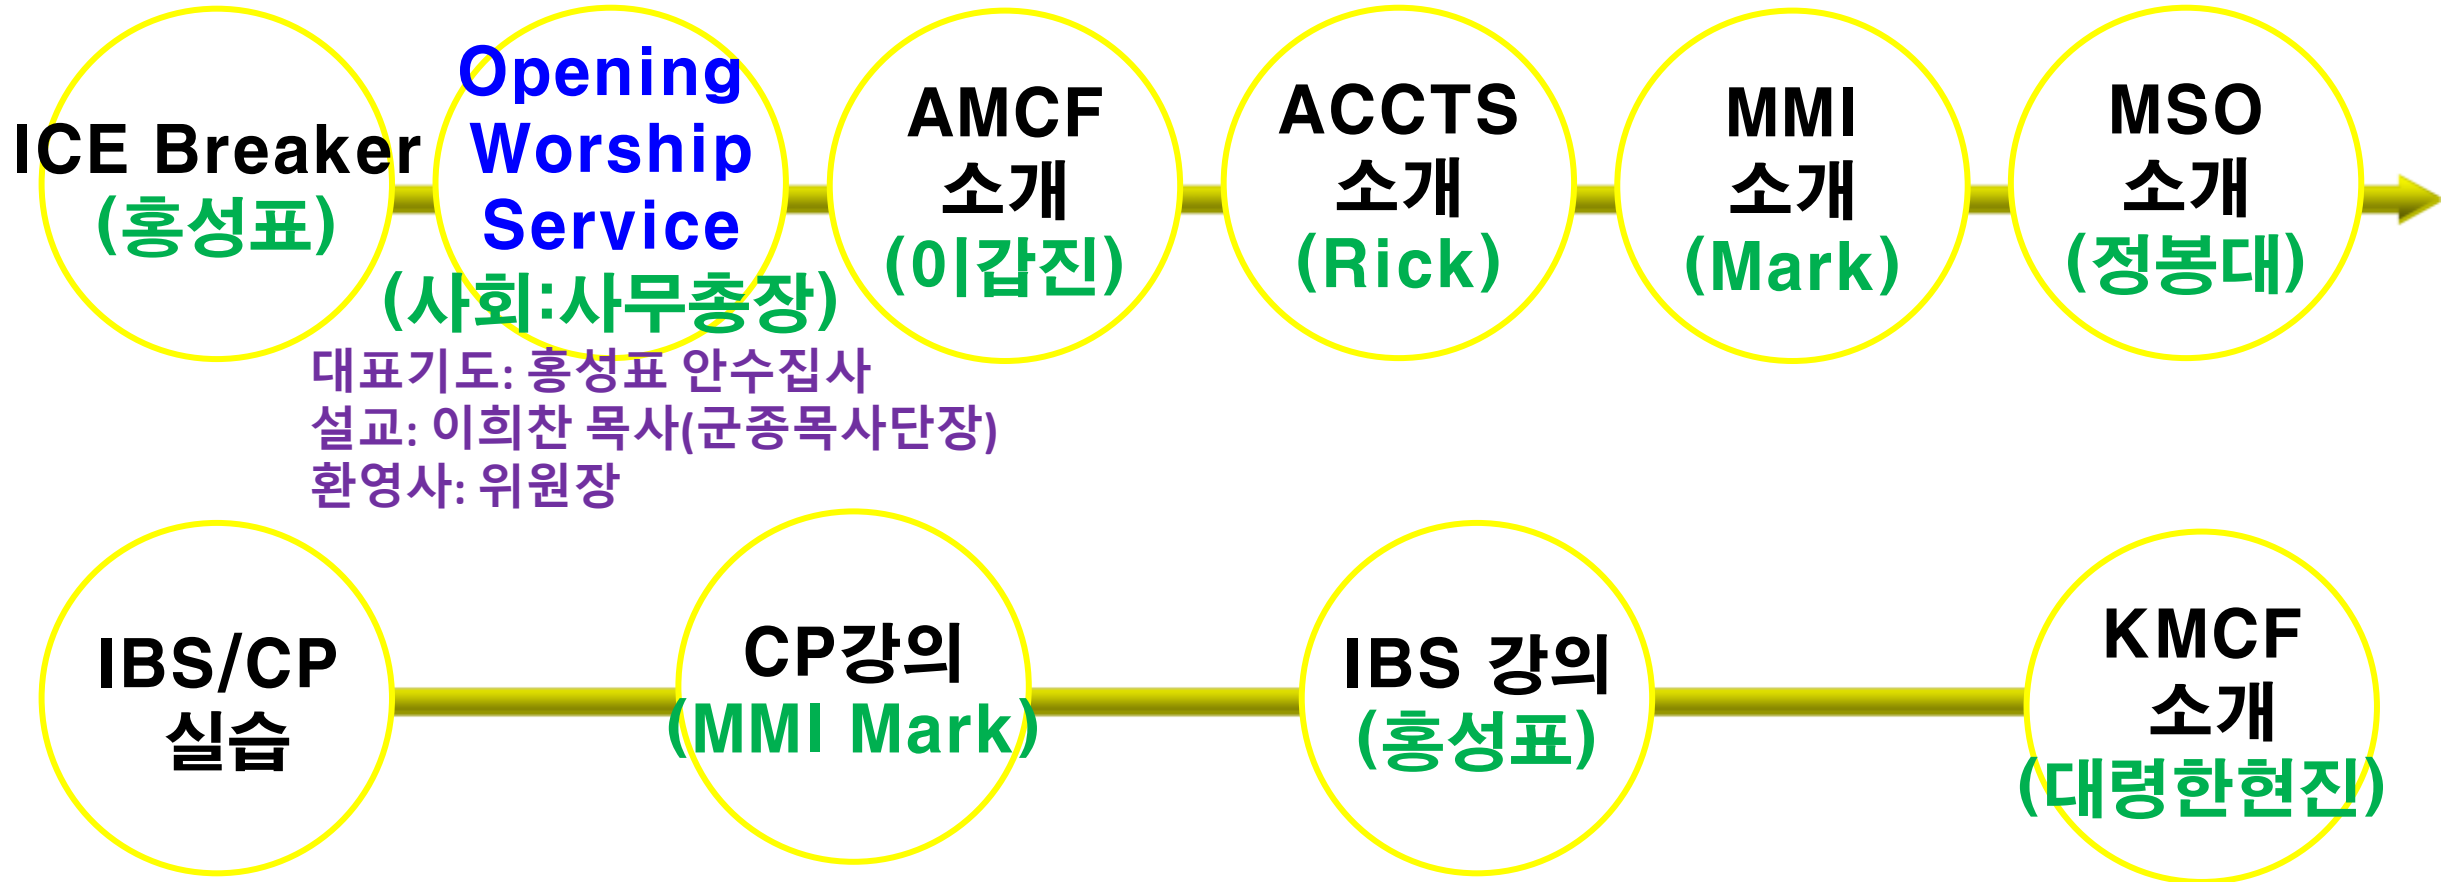 ICE Breaker
(홍성표)
Opening
Worship
Service
(사회:사무총장)
대표기도: 홍성표 안수집사
설교: 이희찬 목사(군종목사단장)
환영사: 위원장
AMCF
소개
(이갑진)
ACCTS
소개
(Rick)
MMI
소개
(Mark)
MSO
소개
(정봉대)
IBS/CP
실습
CP강의
(MMI Mark)
IBS 강의
(홍성표)
KMCF
소개
(대령한현진)